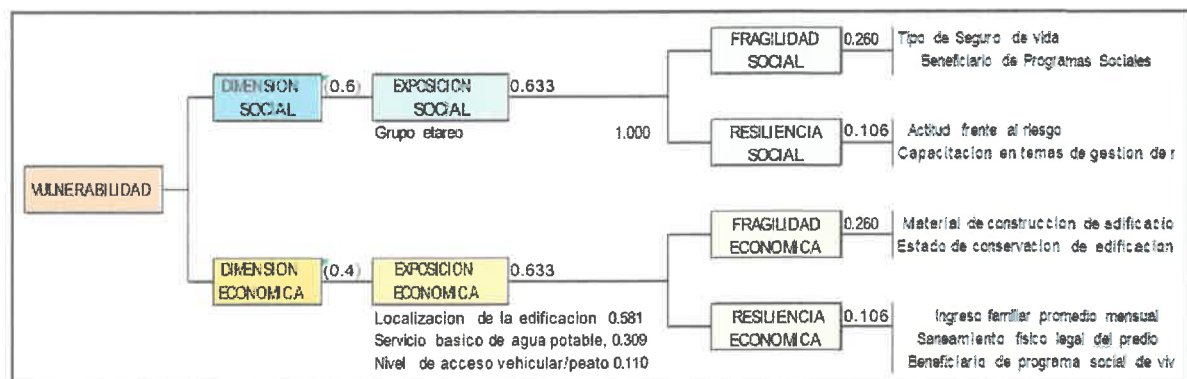 FRAGILIDAD SOCIAL 0.260 Tipo de Seguro de vida
Beneficiario de Programas Sociales
DIMENSION SOCIAL (0.6) EXPOSICION SOCIAL 0.633
Grupo etareo 1.000
RESILIENCIA SOCIAL 0.106 Actitud frente al riesgo
Capacitacion en temas de gestion de r
VULNERABILIDAD
FRAGILIDAD ECONOMICA 0.260 Material de construccion de edificacio
Estado de conservacion de edificacion
DIMENSION ECONOMICA (0.4) EXPOSICION ECONOMICA 0.633
Localizacion de la edificacion 0.581
Servicio basico de agua potable, 0.309
Nivel de acceso vehicular/peato 0.110
RESILIENCIA ECONOMICA 0.106 Ingreso familiar promedio mensual
Saneamiento fisico legal del predio
Beneficiario de programa social de viv